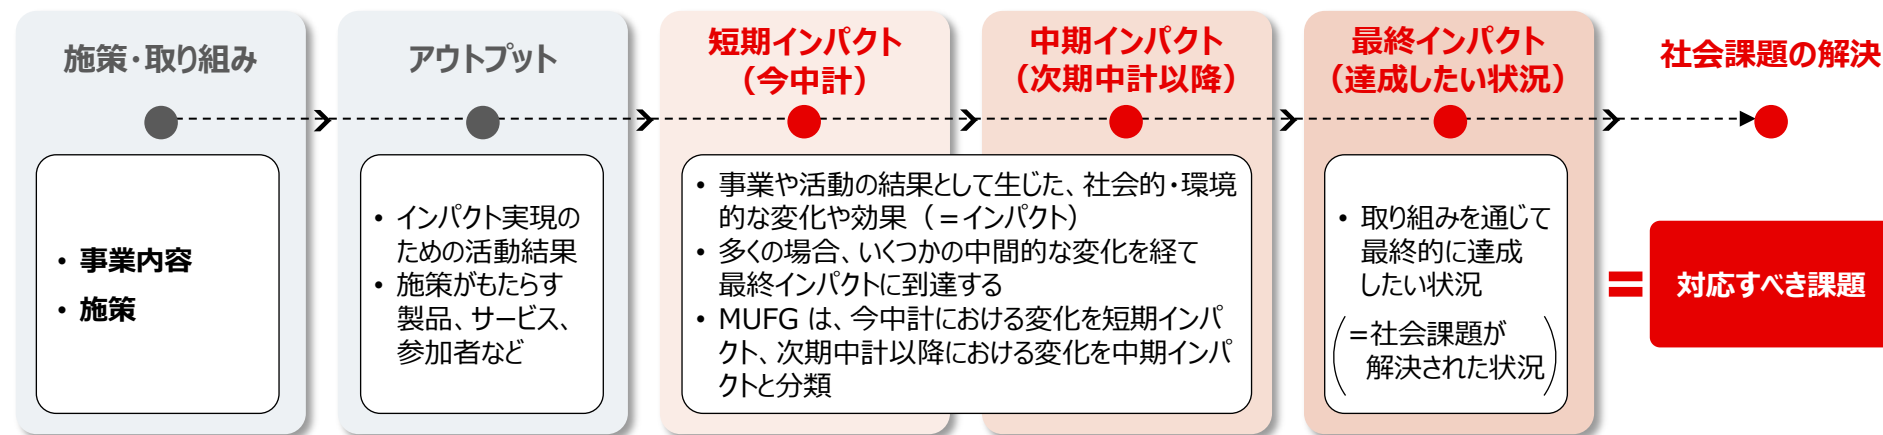 施策・取り組み
アウトプット
短期インパクト
（今中計）
中期インパクト
（次期中計以降）
最終インパクト
（達成したい状況）
社会課題の解決
• 事業内容
• 施策
• インパクト実現の
ための活動結果
• 施策がもたらす
製品、サービス、
参加者など
• 事業や活動の結果として生じた、社会的・環境
的な変化や効果（＝インパクト）
• 多くの場合、いくつかの中間的な変化を経て
最終インパクトに到達する
• MUFG は、今中計における変化を短期インパ
クト、次期中計以降における変化を中期インパ
クトと分類
• 取り組みを通じて
最終的に達成
したい状況
（＝社会課題が
解決された状況）
＝
対応すべき課題